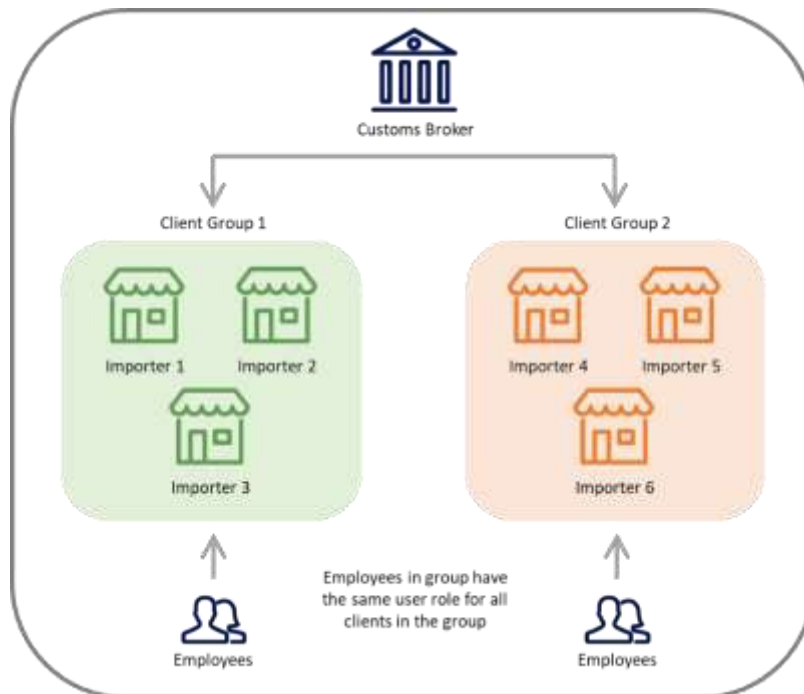 Customs Broker
Client Group 1
Client Group 2
Importer 1
Importer 2
Importer 4
Importer 5
Importer 3
Importer 6
Employees in group have
the same user role for all
clients in the group
Employees
Employees